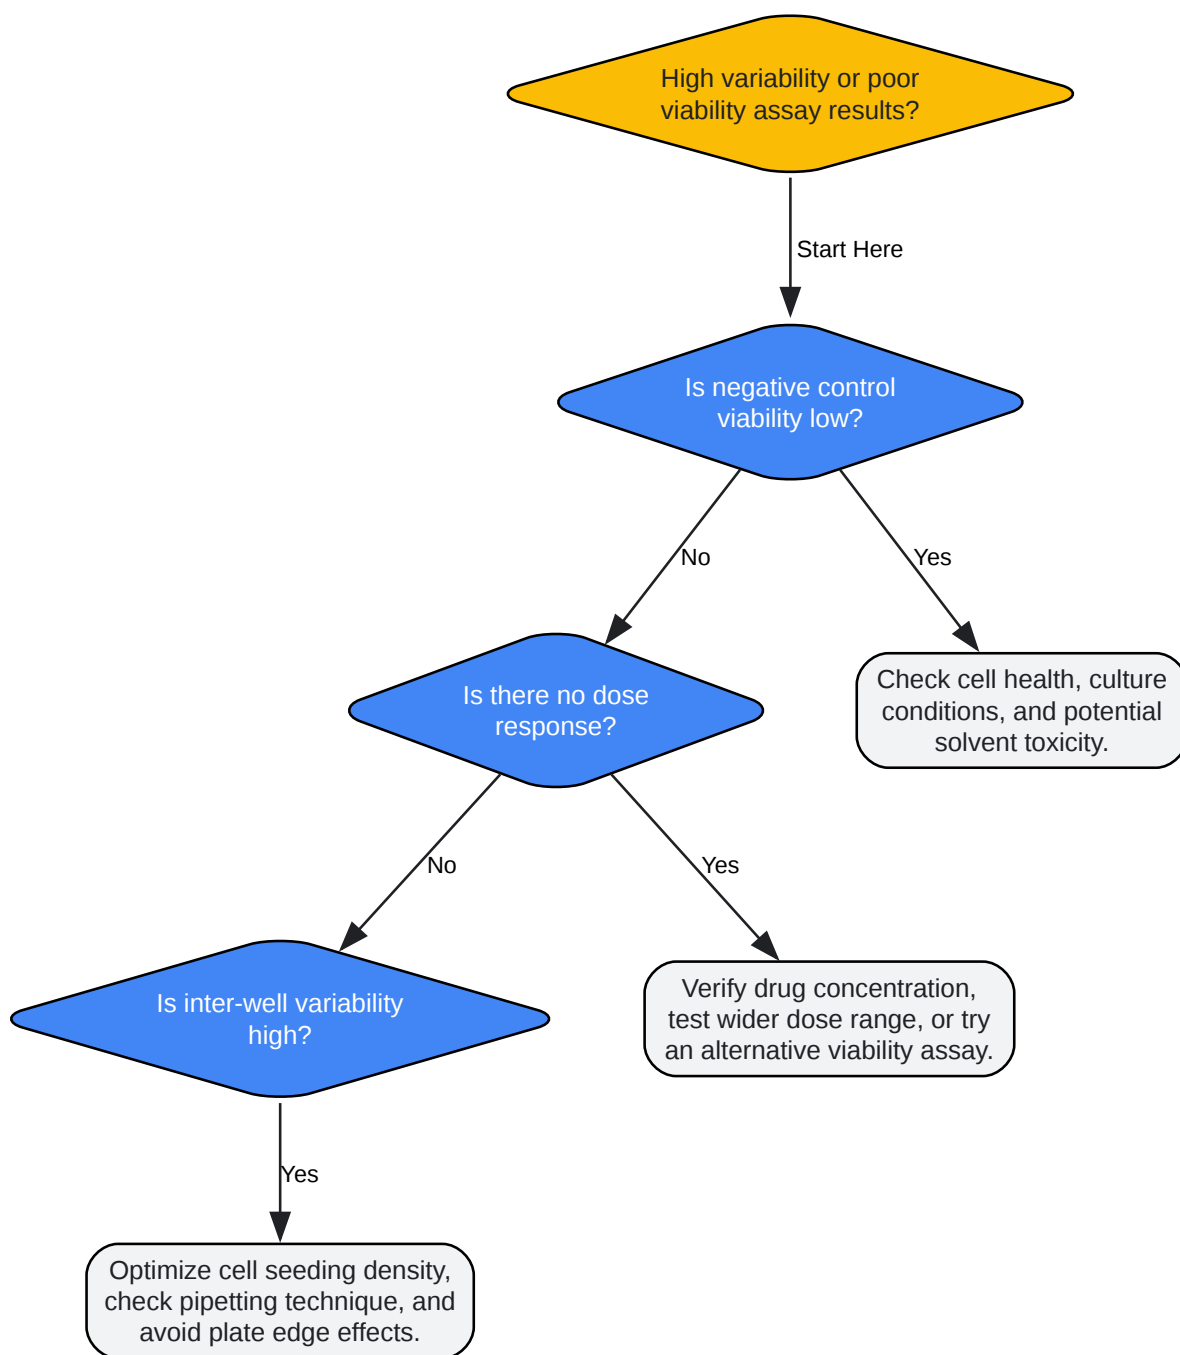 High variability or poor
viability assay results?
Start Here
Is negative control
viability low?
No
Yes
Is there no dose
response?
Check cell health, culture
conditions, and potential
solvent toxicity.
No
Yes
Is inter-well variability
high?
Verify drug concentration,
test wider dose range, or try
an alternative viability assay.
Yes
Optimize cell seeding density,
check pipetting technique, and
avoid plate edge effects.